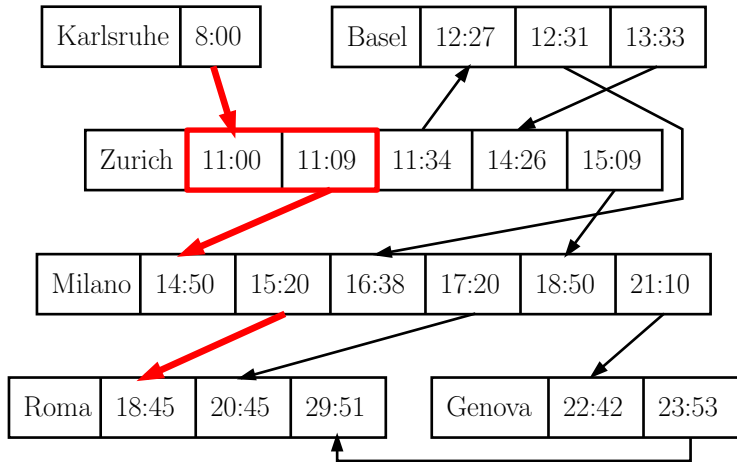 Karlsruhe 8:00 Basel 12:27 12:31 13:33
Zurich 11:00 11:09 11:34 14:26 15:09
Milano 14:50 15:20 16:38 17:20 18:50 21:10
Roma 18:45 20:45 29:51 Genova 22:42 23:53